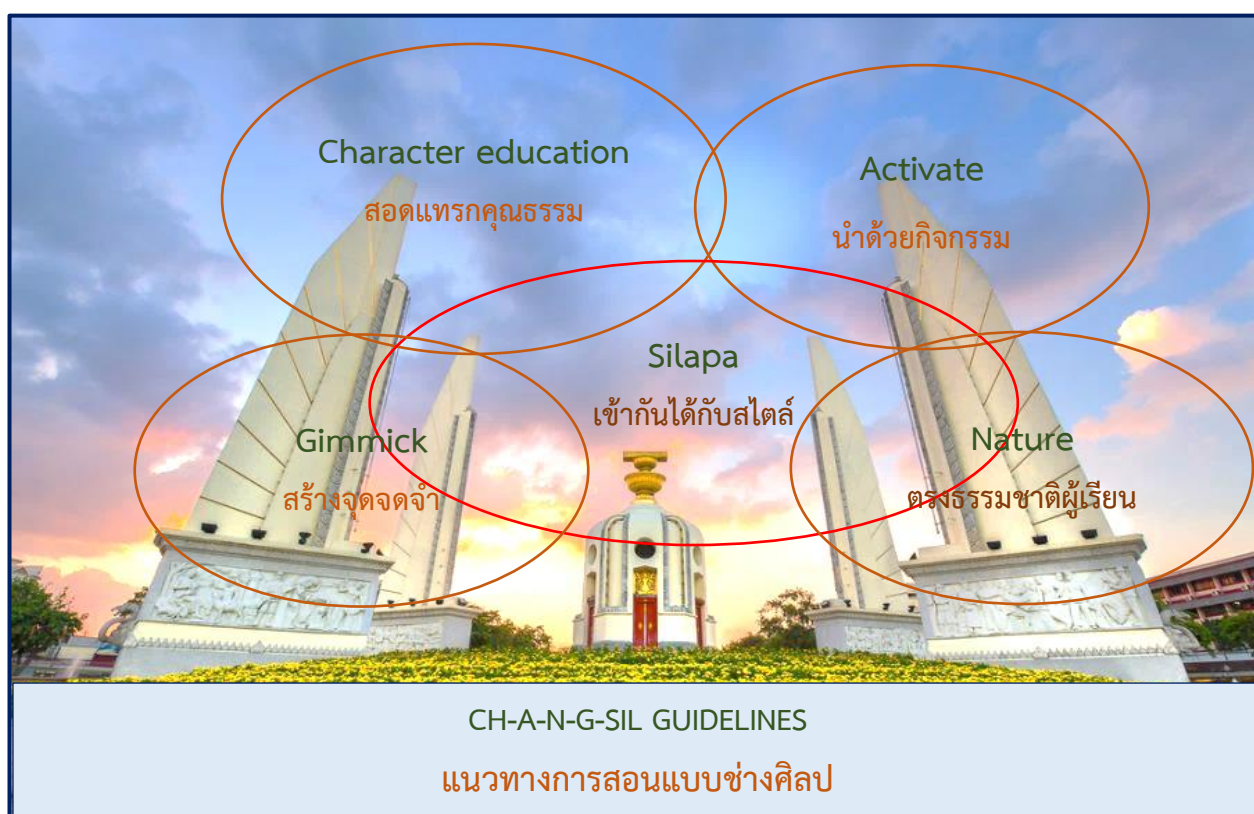 Character education
สอดแทรกคุณธรรม
Activate
นำด้วยกิจกรรม
Silapa
เข้ากันได้กับสไตล์
Gimmick
สร้างจุดจดจำ
Nature
ตรงธรรมชาติผู้เรียน
CH-A-N-G-SIL GUIDELINES
แนวทางการสอนแบบช่างศิลป